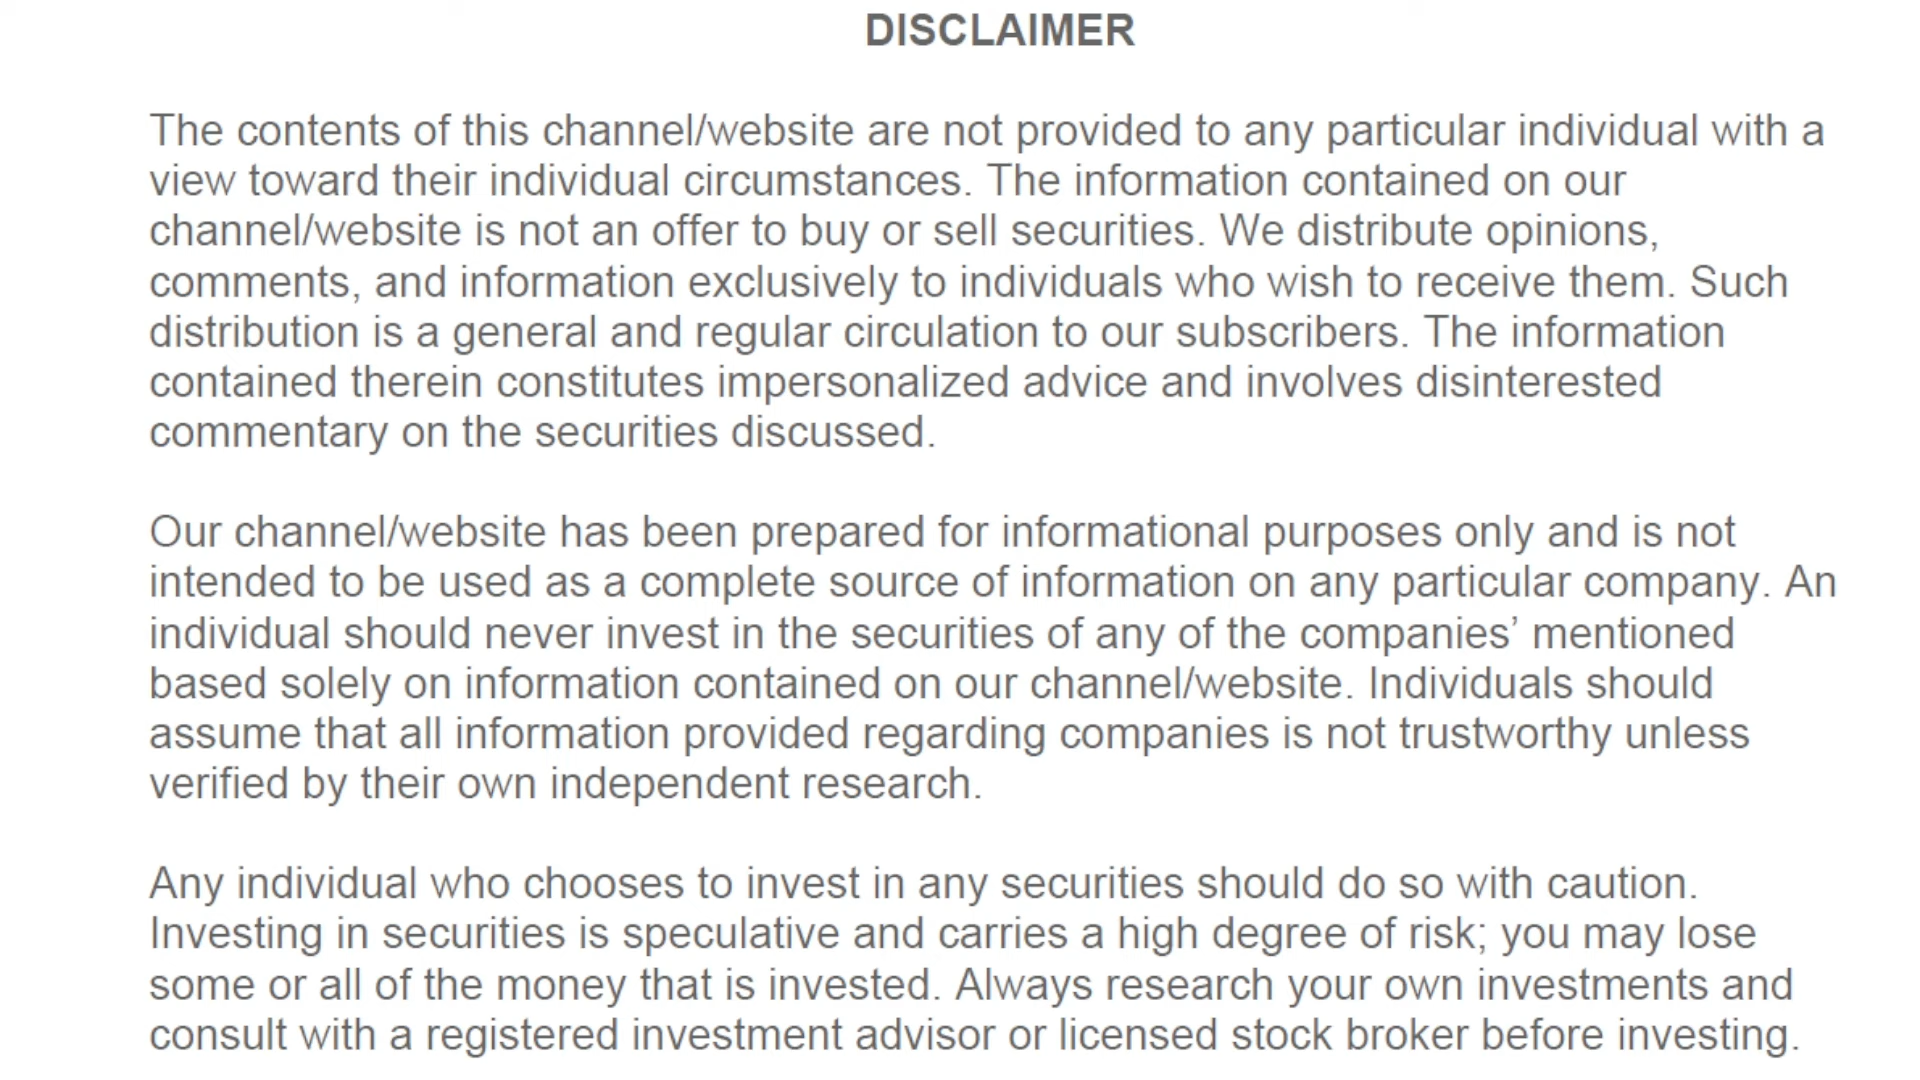 DISCLAIMER
The contents of this channel/website are not provided to any particular individual with a
view toward their individual circumstances. The information contained on our
channel/website is not an offer to buy or sell securities. We distribute opinions,
comments, and information exclusively to individuals who wish to receive them. Such
distribution is a general and regular circulation to our subscribers. The information
contained therein constitutes impersonalized advice and involves disinterested
commentary on the securities discussed.
Our channel/website has been prepared for informational purposes only and is not
intended to be used as a complete source of information on any particular company. An
individual should never invest in the securities of any of the companies’ mentioned
based solely on information contained on our channel/website. Individuals should
assume that all information provided regarding companies is not trustworthy unless
verified by their own independent research.
Any individual who chooses to invest in any securities should do so with caution.
Investing in securities is speculative and carries a high degree of risk; you may lose
some or all of the money that is invested. Always research your own investments and
consult with a registered investment advisor or licensed stock broker before investing.